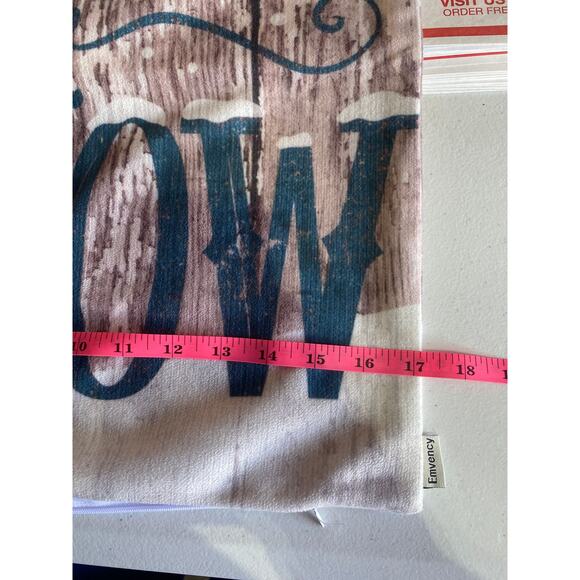 VISIT US
ORDER FRE
OW
10 11 12 13 14 15 16 17 18
Emvency